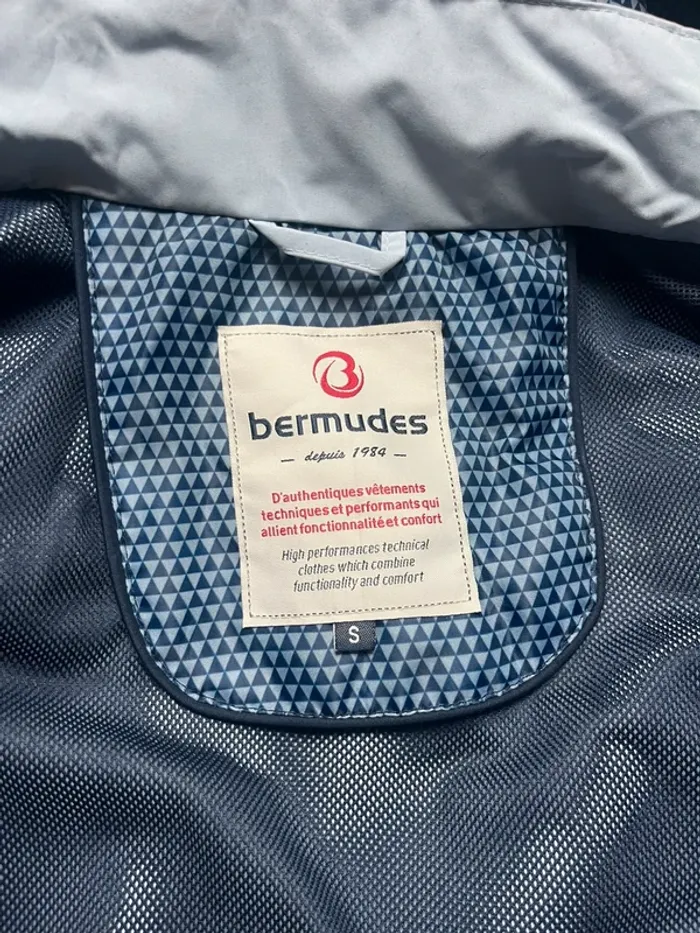 B
bermudes
— depuis 1984 —
D'authentiques vêtements
techniques et performants qui
allient fonctionnalité et confort
High performances technical
clothes which combine
functionality and comfort
S